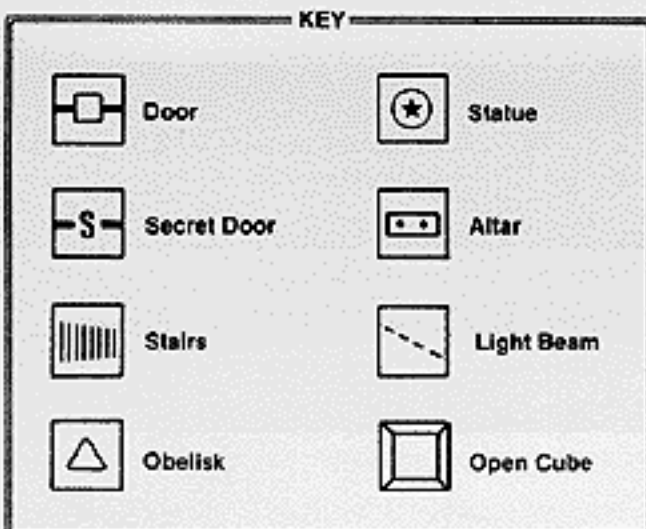 KEY
Door
Statue
S
Secret Door
Altar
Stairs
Light Beam
Obelisk
Open Cube